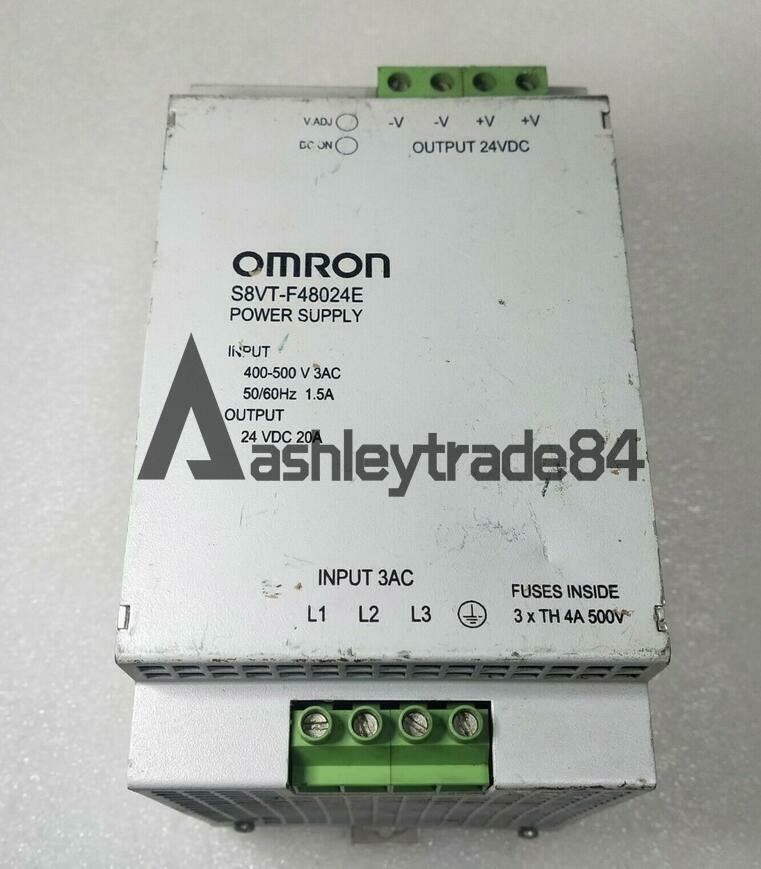 V.ADJ
-V -V +V +V
DC ON
OUTPUT 24VDC
OMRON
S8VT-F48024E
POWER SUPPLY
INPUT
400-500 V 3AC
50/60Hz 1.5A
OUTPUT
24 VDC 20A
ashleytrade84
INPUT 3AC
L1 L2 L3
FUSES INSIDE
3 x TH 4A 500V